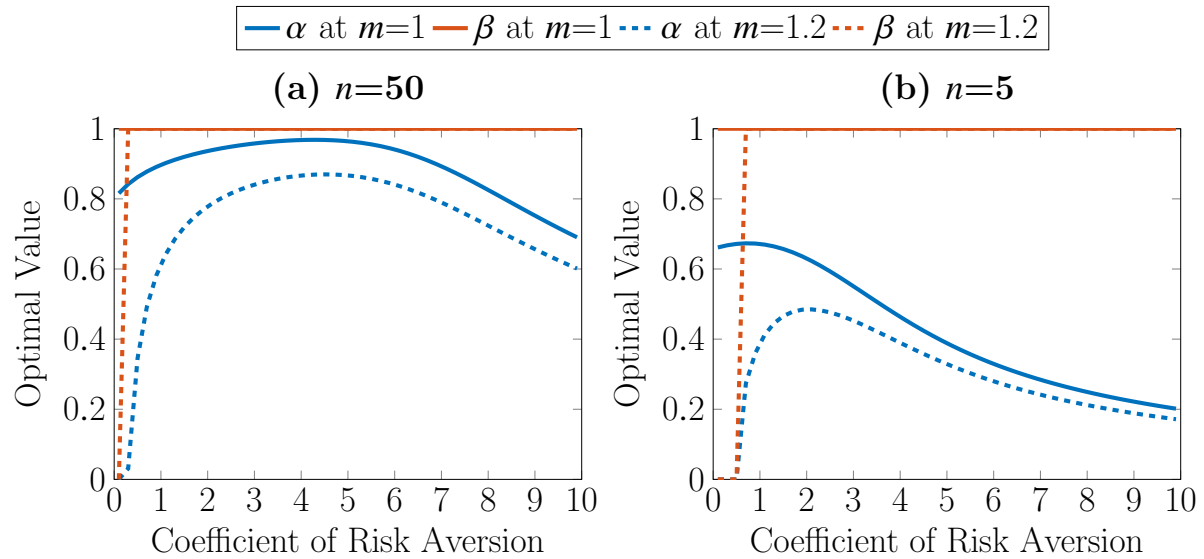 α at m=1 β at m=1 α at m=1.2 β at m=1.2
(a) n=50
(b) n=5
Optimal Value
1
0.8
0.6
0.4
0.2
0
0 1 2 3 4 5 6 7 8 9 10
Coefficient of Risk Aversion
Optimal Value
1
0.8
0.6
0.4
0.2
0
0 1 2 3 4 5 6 7 8 9 10
Coefficient of Risk Aversion